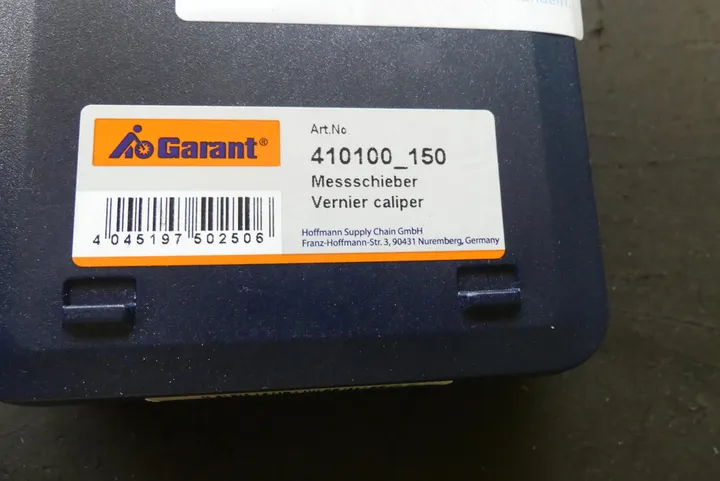 Garant®
Art.No
410100_150
Messschieber
Vernier caliper
4 045197 502506
Hoffmann Supply Chain GmbH
Franz-Hoffmann-Str. 3, 90431 Nuremberg, Germany